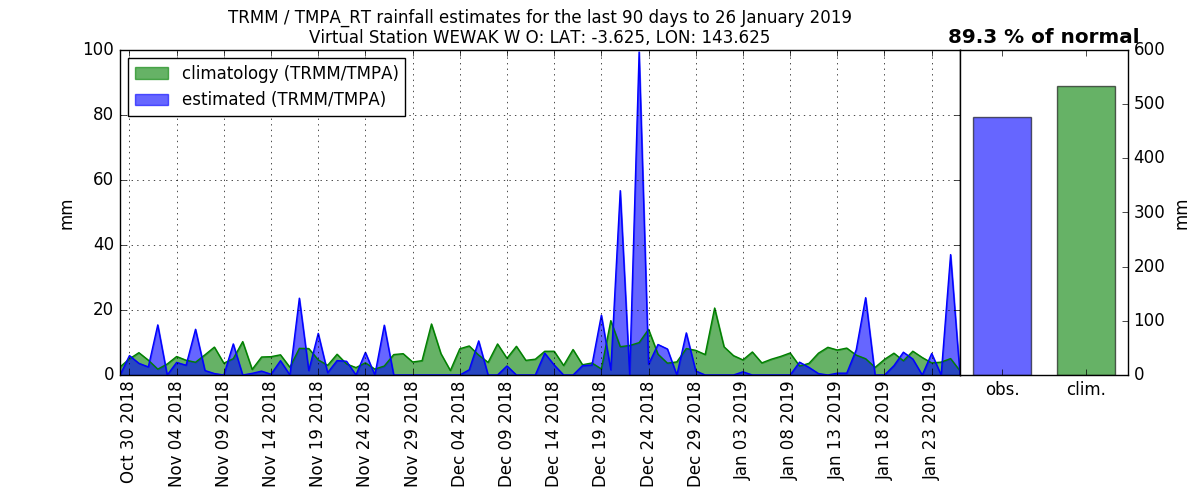 TRMM / TMPA_RT rainfall estimates for the last 90 days to 26 January 2019
Virtual Station WEWAK W O: LAT: -3.625, LON: 143.625
89.3 % of normal
climatology (TRMM/TMPA)
estimated (TRMM/TMPA)
100
80
60
40
20
0
mm
600
500
400
300
200
100
0
mm
obs.
clim.
Oct 30 2018
Nov 04 2018
Nov 09 2018
Nov 14 2018
Nov 19 2018
Nov 24 2018
Nov 29 2018
Dec 04 2018
Dec 09 2018
Dec 14 2018
Dec 19 2018
Dec 24 2018
Dec 29 2018
Jan 03 2019
Jan 08 2019
Jan 13 2019
Jan 18 2019
Jan 23 2019